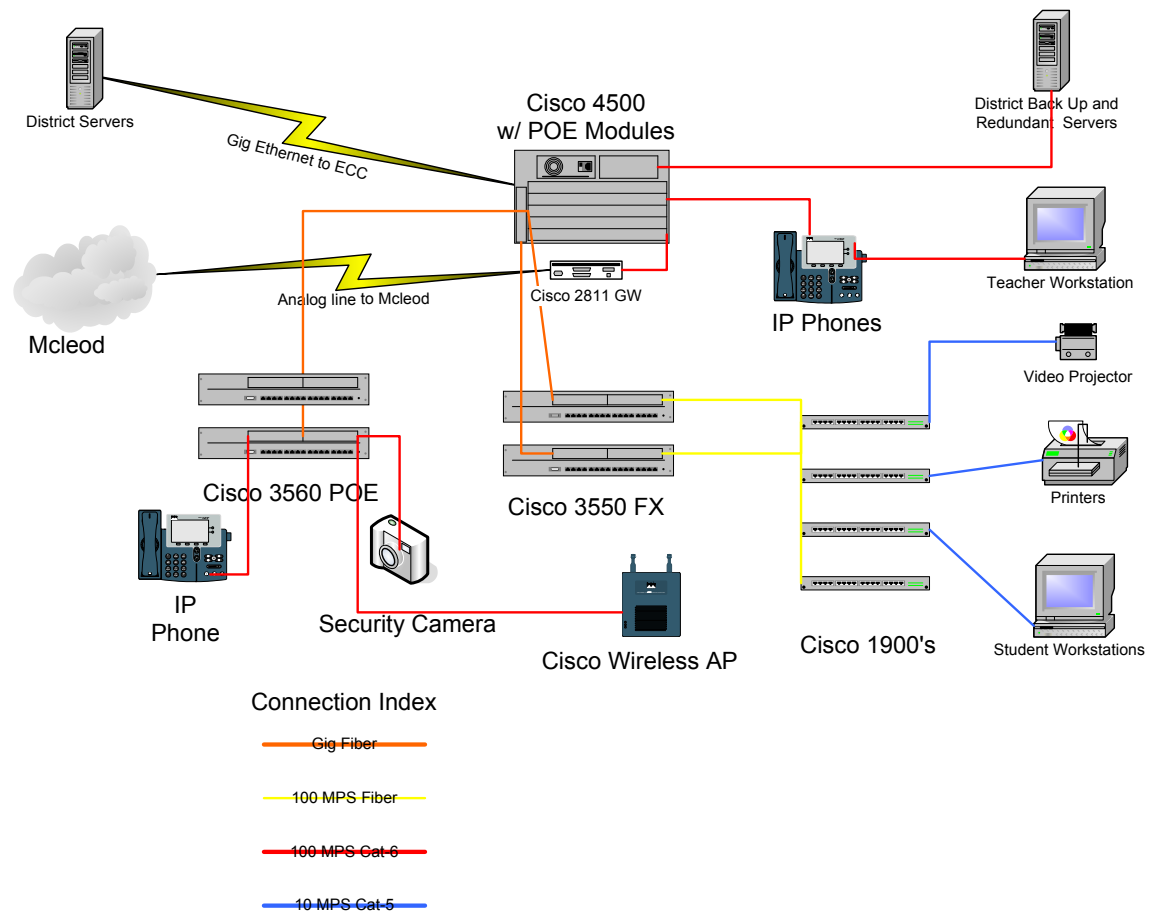 Cisco 4500
w/ POE Modules
District Servers
District Back Up and
Redundant Servers
Gig Ethernet to ECC
Teacher Workstation
Analog line to Mcleod
Cisco 2811 GW
IP Phones
Mcleod
Video Projector
Cisco 3560 POE
Cisco 3550 FX
Printers
IP
Phone
Security Camera
Cisco Wireless AP
Cisco 1900's
Student Workstations
Connection Index
Gig Fiber
100 MPS Fiber
100 MPS Cat-6
10 MPS Cat-5